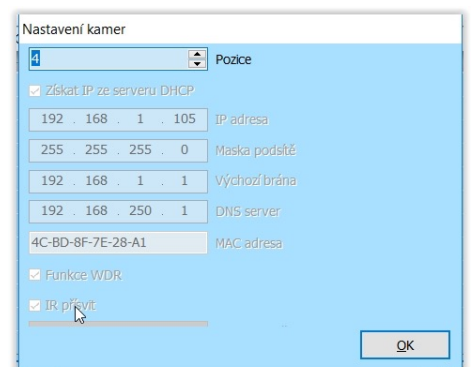 Nastavení kamer
4 Pozice
Získat IP ze serveru DHCP
192 . 168 . 1 . 105 IP adresa
255 . 255 . 255 . 0 Maska podsítě
192 . 168 . 1 . 1 Výchozí brána
192 . 168 . 250 . 1 DNS server
4C-BD-8F-7E-28-A1 MAC adresa
Funkce WDR
IR přísvit
OK